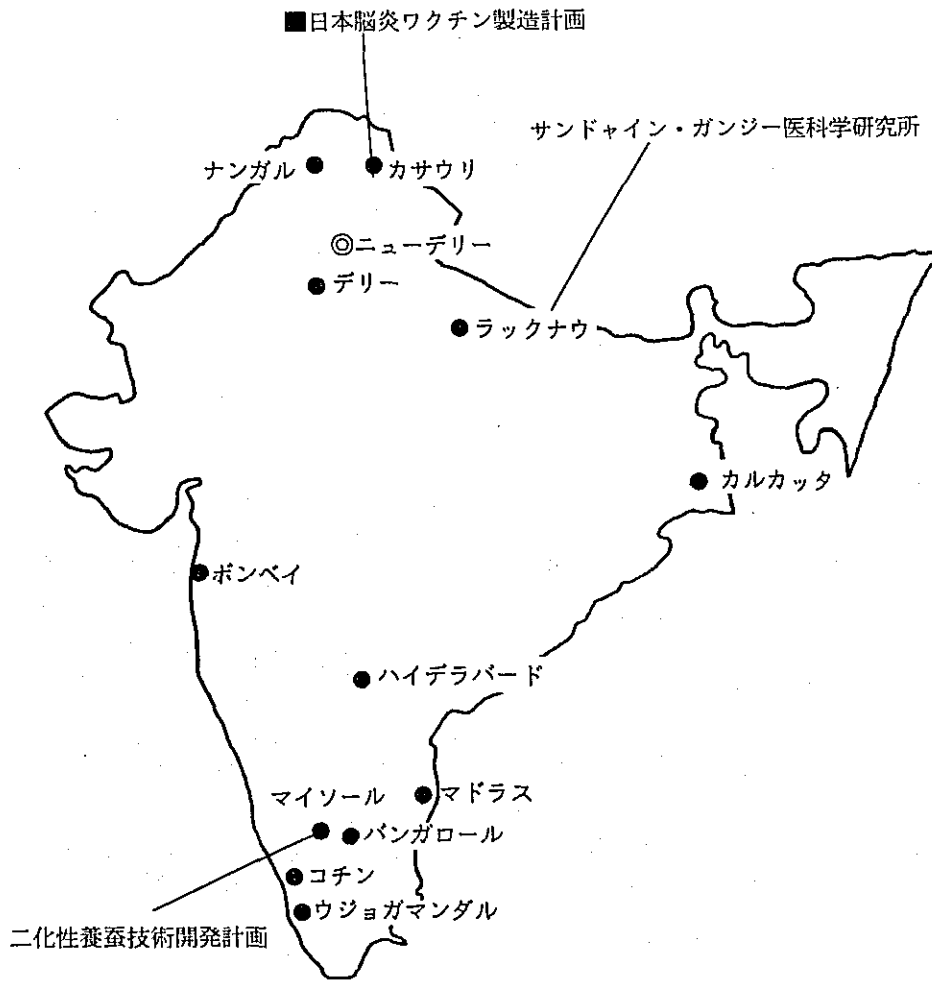 ■日本脳炎ワクチン製造計画
サンドャイン・ガンジー医科学研究所
ナンガル
カサウリ
◎ニューデリー
デリー
ラックナウ
カルカッタ
ボンベイ
ハイデラバード
マイソール
マドラス
バンガロール
コチン
ウジョガマンダル
二化性養蚕技術開発計画